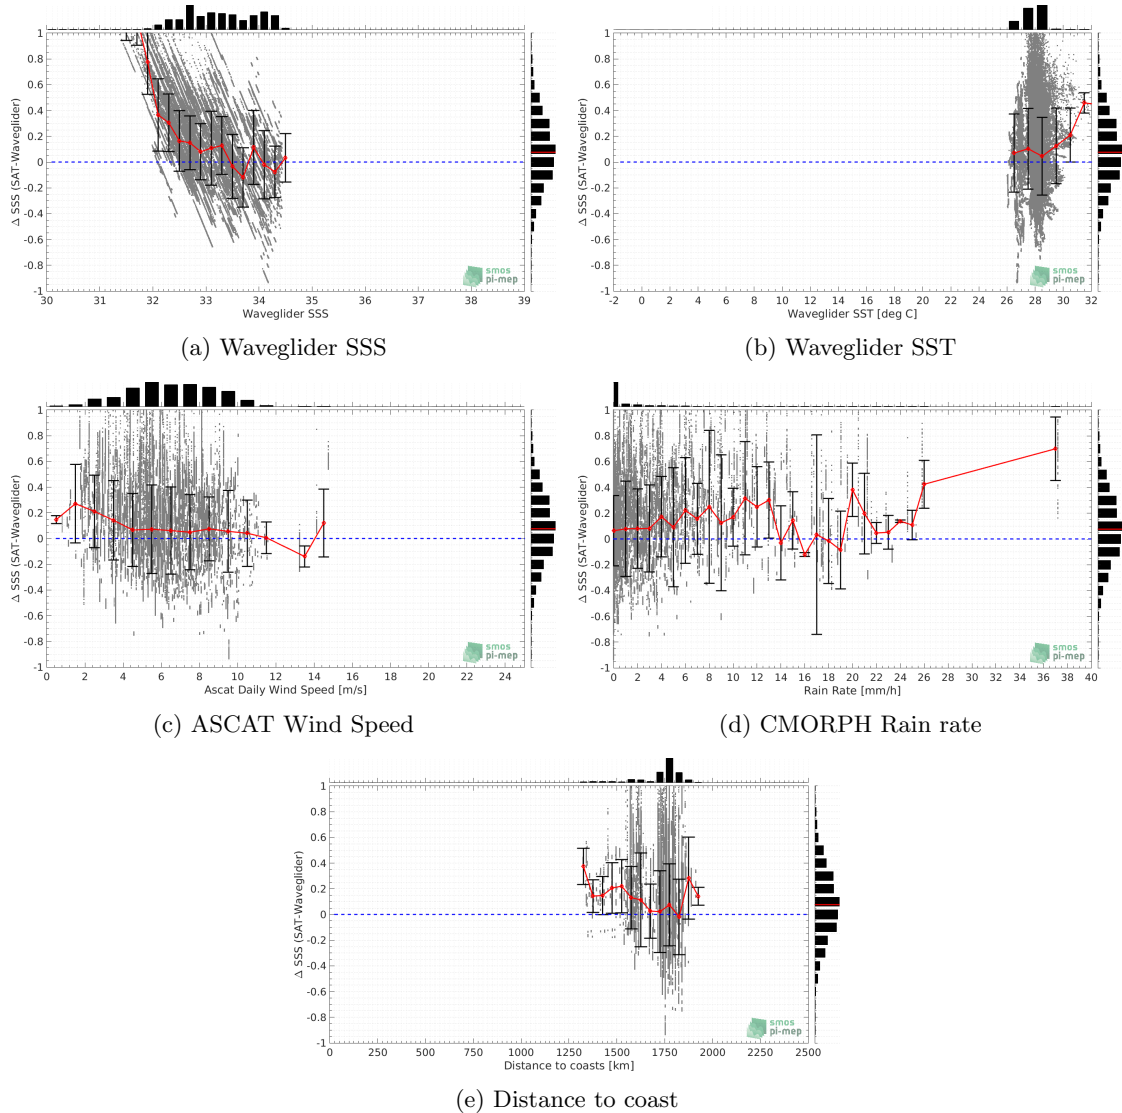 1
0.8
0.6
0.4
0.2
0
-0.2
-0.4
-0.6
-0.8
-1
Δ SSS (SAT-Waveglider)
30 31 32 33 34 35 36 37 38 39
Waveglider SSS
smos
pi-mep
(a) Waveglider SSS
1
0.8
0.6
0.4
0.2
0
-0.2
-0.4
-0.6
-0.8
-1
Δ SSS (SAT-Waveglider)
-2 0 2 4 6 8 10 12 14 16 18 20 22 24 26 28 30 32
Waveglider SST [deg C]
smos
pi-mep
(b) Waveglider SST
1
0.8
0.6
0.4
0.2
0
-0.2
-0.4
-0.6
-0.8
-1
Δ SSS (SAT-Waveglider)
0 2 4 6 8 10 12 14 16 18 20 22 24
Ascat Daily Wind Speed [m/s]
smos
pi-mep
(c) ASCAT Wind Speed
1
0.8
0.6
0.4
0.2
0
-0.2
-0.4
-0.6
-0.8
-1
Δ SSS (SAT-Waveglider)
0 2 4 6 8 10 12 14 16 18 20 22 24 26 28 30 32 34 36 38 40
Rain Rate [mm/h]
smos
pi-mep
(d) CMORPH Rain rate
1
0.8
0.6
0.4
0.2
0
-0.2
-0.4
-0.6
-0.8
-1
Δ SSS (SAT-Waveglider)
0 250 500 750 1000 1250 1500 1750 2000 2250 2500
Distance to coasts [km]
smos
pi-mep
(e) Distance to coast